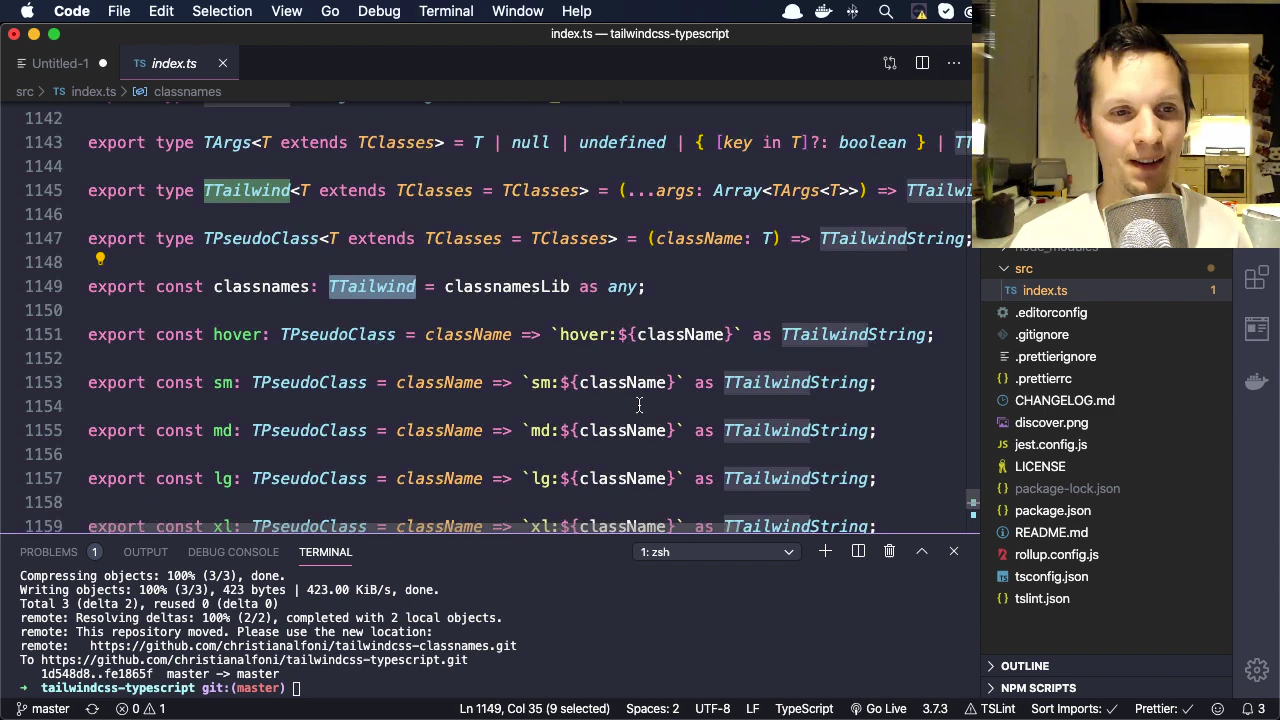 Code File Edit Selection View Go Debug Terminal Window Help
index.ts — tailwindcss-typescript
Untitled-1 TS index.ts
src > TS index.ts > classnames
1142
1143 export type TArgs<T extends TClasses> = T | null | undefined | { [key in T]?: boolean } |
1144
1145 export type TTailwind<T extends TClasses = TClasses> = (...args: Array<TArgs<T>>) => TTailwi
1146
1147 export type TPseudoClass<T extends TClasses = TClasses> = (className: T) => TTailwindString;
1148
1149 export const classnames: TTailwind = classnamesLib as any;
1150
1151 export const hover: TPseudoClass = className => `hover:${className}` as TTailwindString;
1152
1153 export const sm: TPseudoClass = className => `sm:${className}` as TTailwindString;
1154
1155 export const md: TPseudoClass = className => `md:${className}` as TTailwindString;
1156
1157 export const lg: TPseudoClass = className => `lg:${className}` as TTailwindString;
1158
1159 export const xl: TPseudoClass = className => `xl:${className}` as TTailwindString;
node_modules
src
TS index.ts 1
.editorconfig
.gitignore
.prettierignore
{} .prettierrc
CHANGELOG.md
discover.png
jest.config.js
LICENSE
{} package-lock.json
{} package.json
README.md
rollup.config.js
tsconfig.json
{} tslint.json
OUTLINE
NPM SCRIPTS
PROBLEMS 1 OUTPUT DEBUG CONSOLE TERMINAL 1: zsh
Compressing objects: 100% (3/3), done.
Writing objects: 100% (3/3), 423 bytes | 423.00 KiB/s, done.
Total 3 (delta 2), reused 0 (delta 0)
remote: Resolving deltas: 100% (2/2), completed with 2 local objects.
remote: This repository moved. Please use the new location:
remote:   https://github.com/christianalfoni/tailwindcss-classnames.git
To https://github.com/christianalfoni/tailwindcss-typescript.git
1d548d8..fe1865f  master -> master
➜ tailwindcss-typescript git:(master)
master 0 1 Ln 1149, Col 35 (9 selected) Spaces: 2 UTF-8 LF TypeScript Go Live 3.7.3 TSLint Sort Imports: ✓ Prettier: ✓ 3